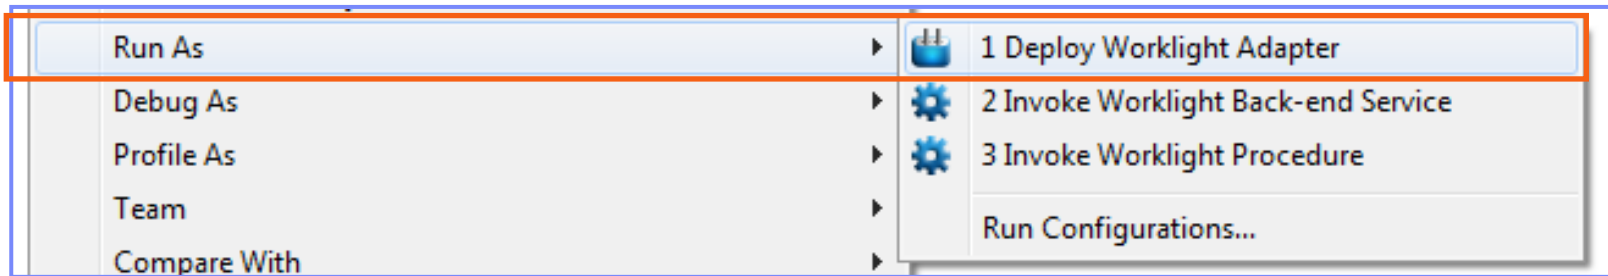 Run As
1 Deploy Worklight Adapter
Debug As
2 Invoke Worklight Back-end Service
Profile As
3 Invoke Worklight Procedure
Team
Run Configurations...
Compare With